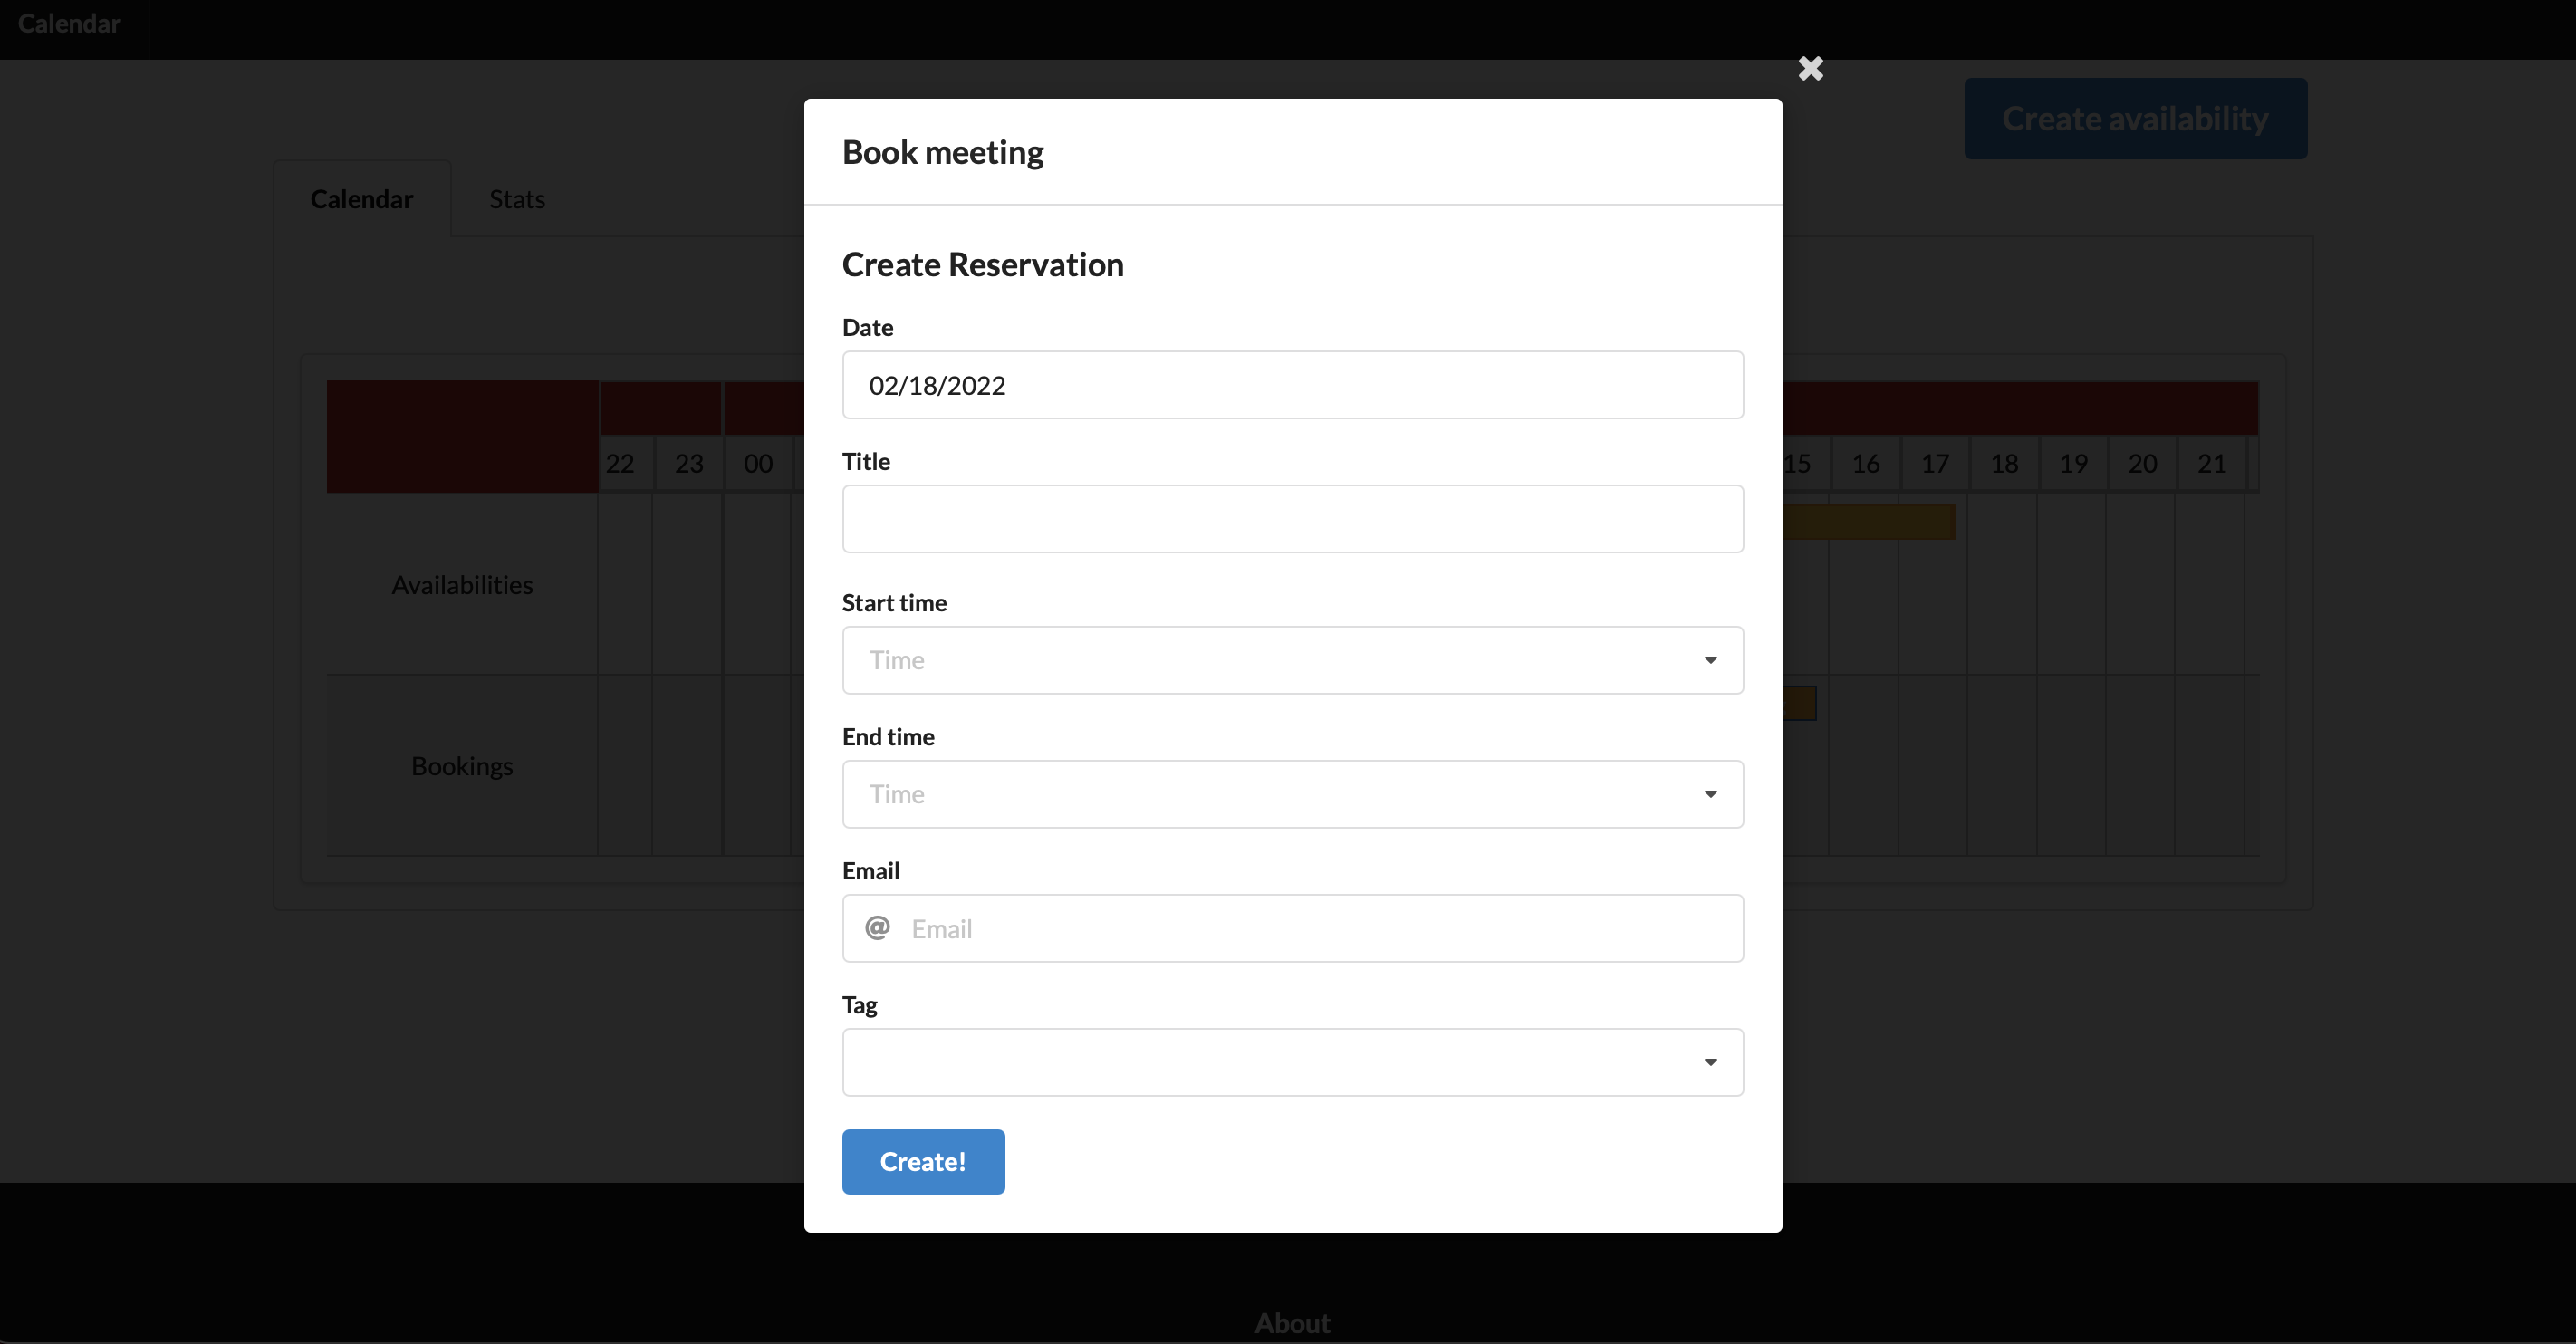 Calendar
Create availability
Calendar Stats
22 23 00 15 16 17 18 19 20 21
Availabilities
Bookings
Book meeting
Create Reservation
Date
02/18/2022
Title
Start time
Time
End time
Time
Email
@ Email
Tag
Create!
About